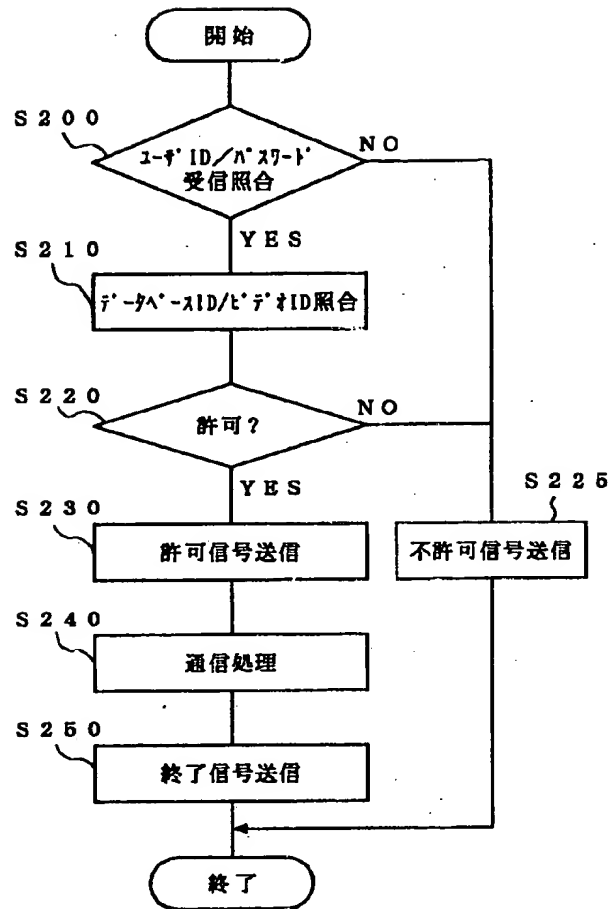 開始
S200
ﾕｰｻﾞID／ﾊﾟｽﾜｰﾄﾞ
受信照合
NO
YES
S210
ﾃﾞｰﾀﾍﾞｰｽID/ﾋﾞﾃﾞｵID照合
S220
許可？
NO
YES
S225
S230
許可信号送信
不許可信号送信
S240
通信処理
S250
終了信号送信
終了